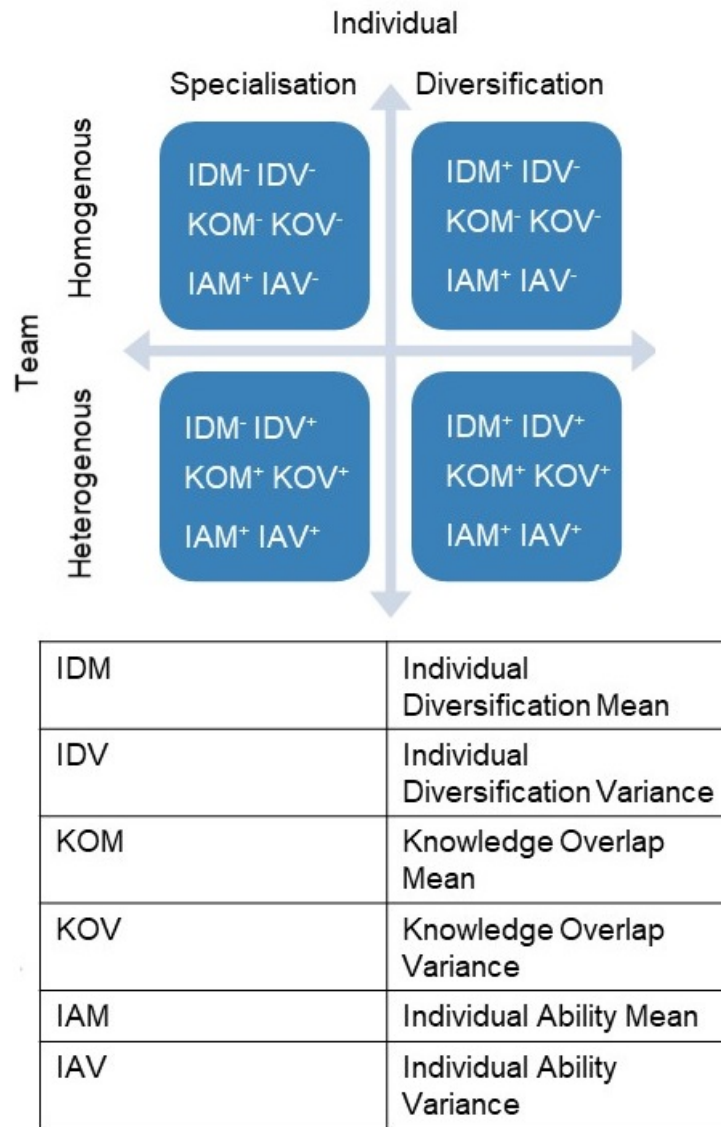 Individual
Specialisation Diversification
Team
Homogenous
IDM⁻ IDV⁻
KOM⁻ KOV⁻
IAM⁺ IAV⁻
IDM⁺ IDV⁻
KOM⁻ KOV⁻
IAM⁺ IAV⁻
Heterogenous
IDM⁻ IDV⁺
KOM⁺ KOV⁺
IAM⁺ IAV⁺
IDM⁺ IDV⁺
KOM⁺ KOV⁺
IAM⁺ IAV⁺
IDM
Individual
Diversification Mean
IDV
Individual
Diversification Variance
KOM
Knowledge Overlap
Mean
KOV
Knowledge Overlap
Variance
IAM
Individual Ability Mean
IAV
Individual Ability
Variance